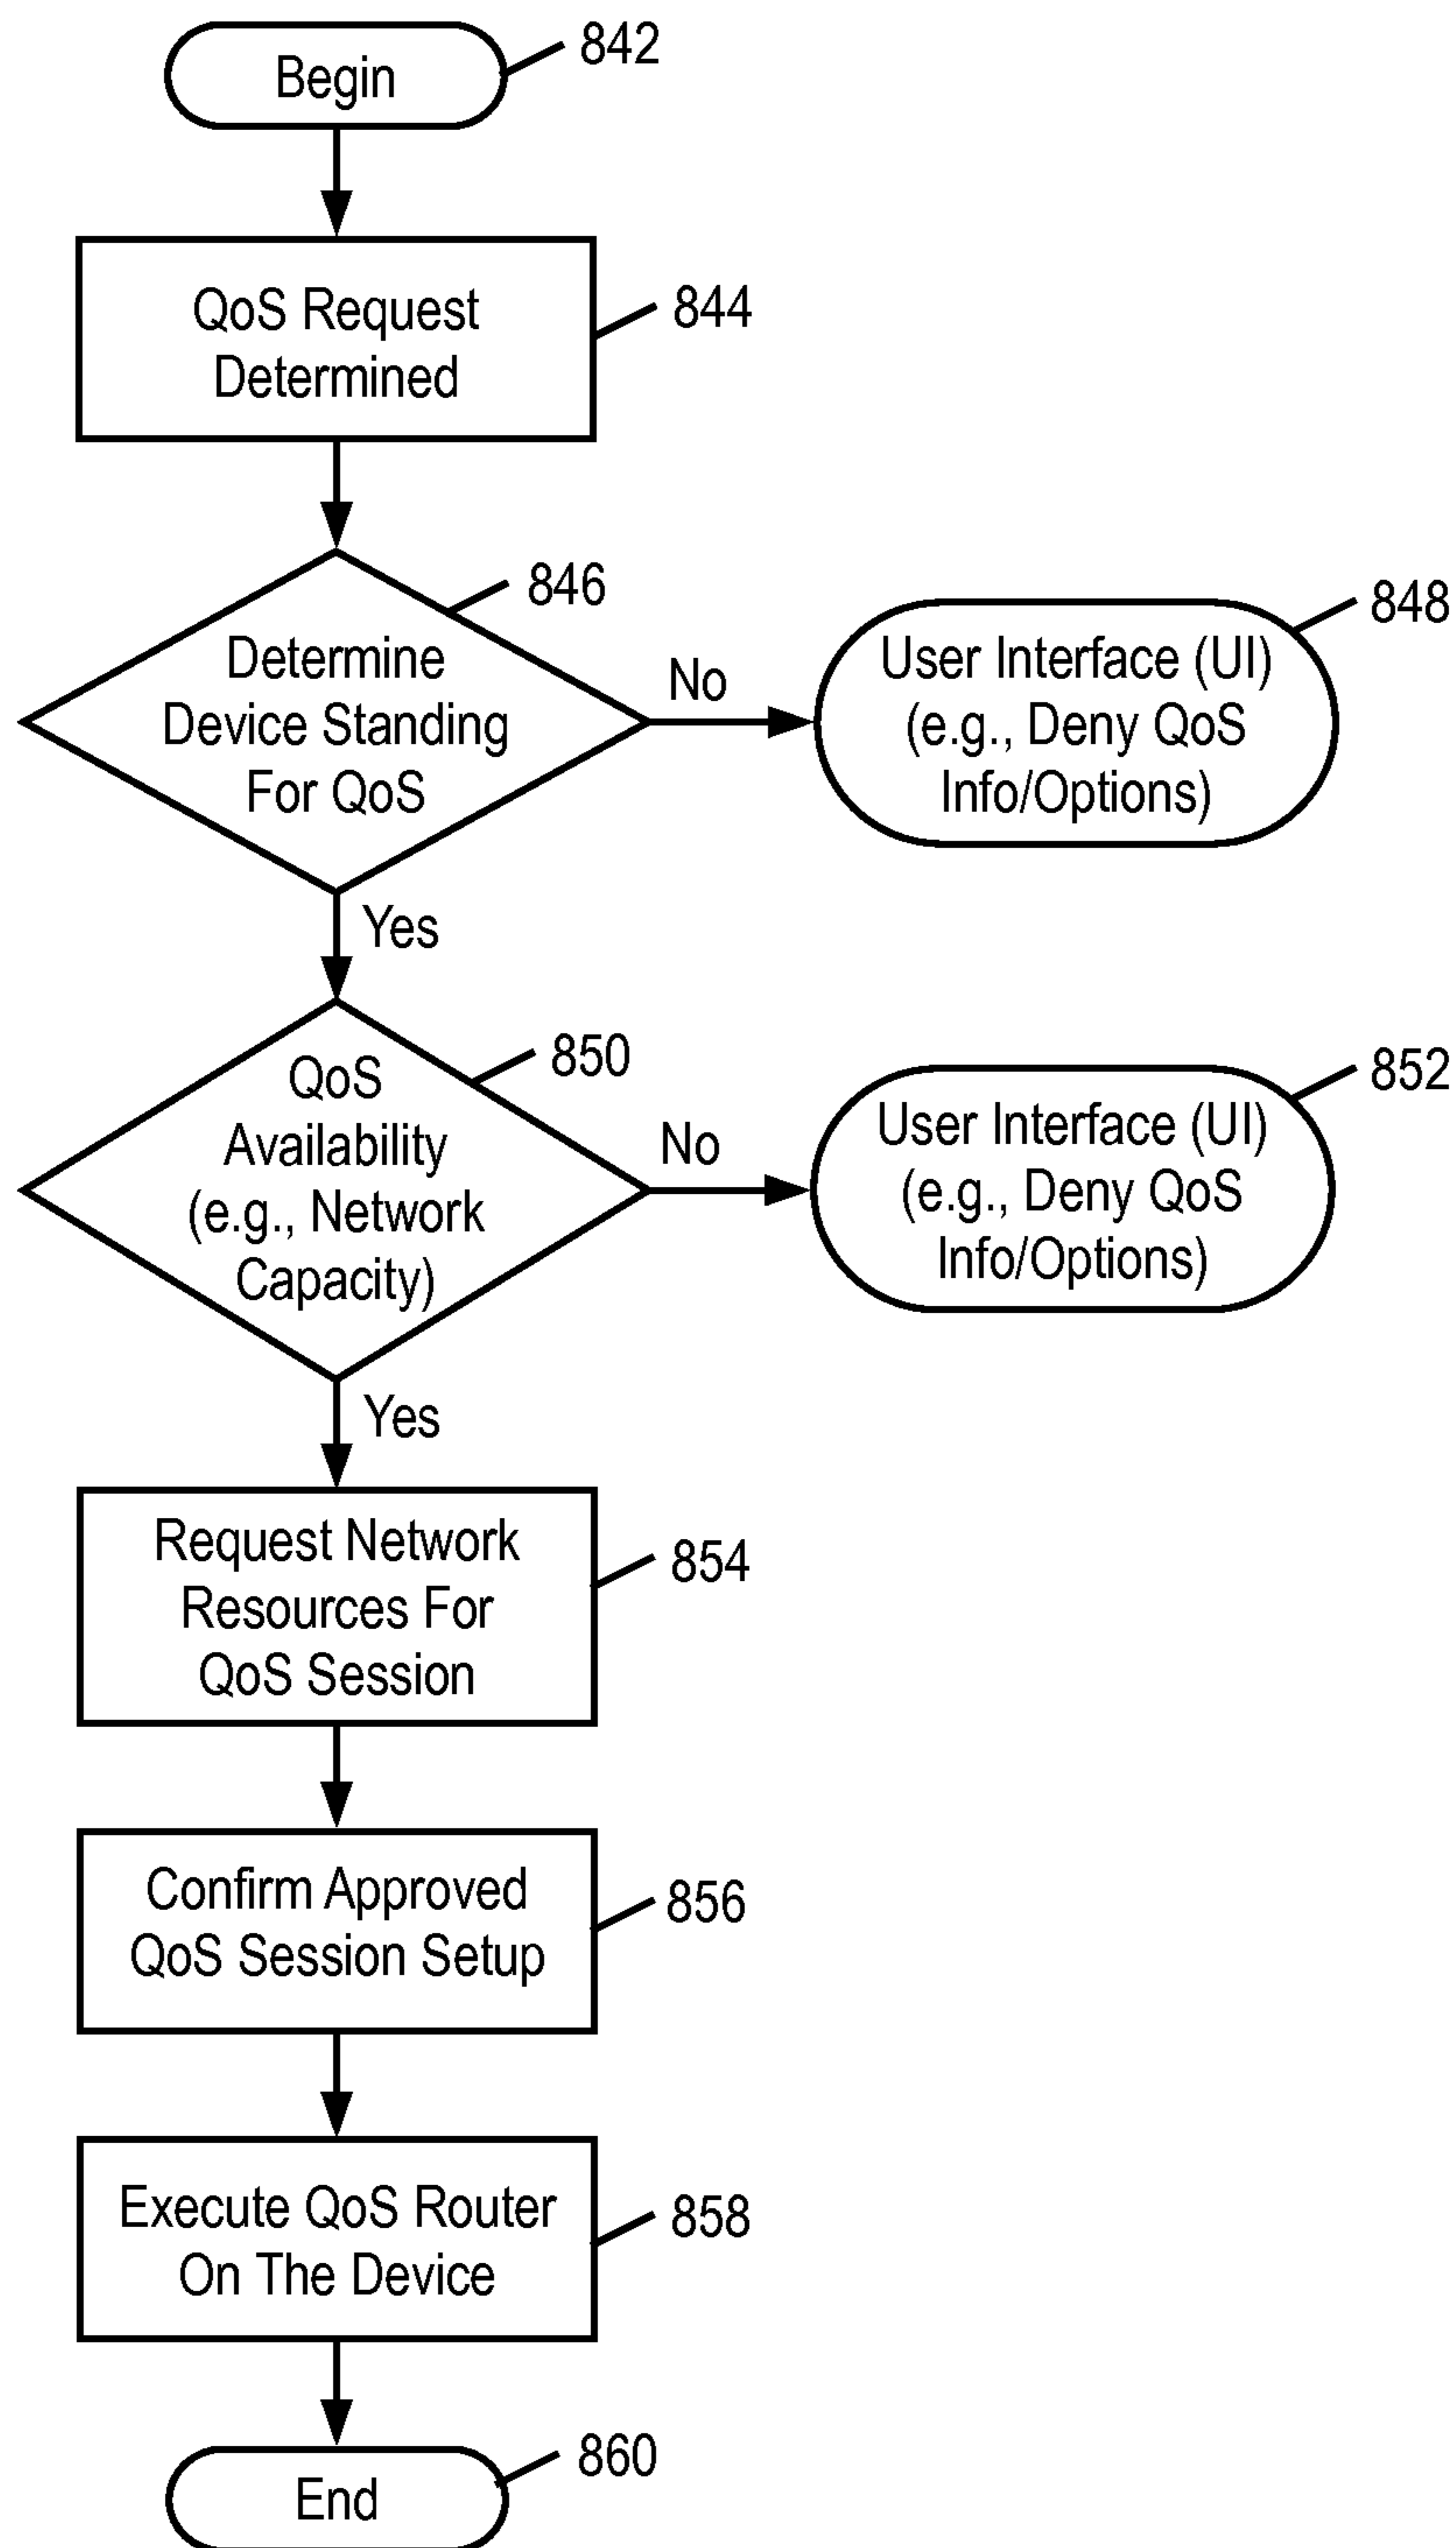 Begin
842
QoS Request
Determined
844
846
Determine
Device Standing
For QoS
No
User Interface (UI)
(e.g., Deny QoS
Info/Options)
848
Yes
850
QoS
Availability
(e.g., Network
Capacity)
No
User Interface (UI)
(e.g., Deny QoS
Info/Options)
852
Yes
Request Network
Resources For
QoS Session
854
Confirm Approved
QoS Session Setup
856
Execute QoS Router
On The Device
858
End
860